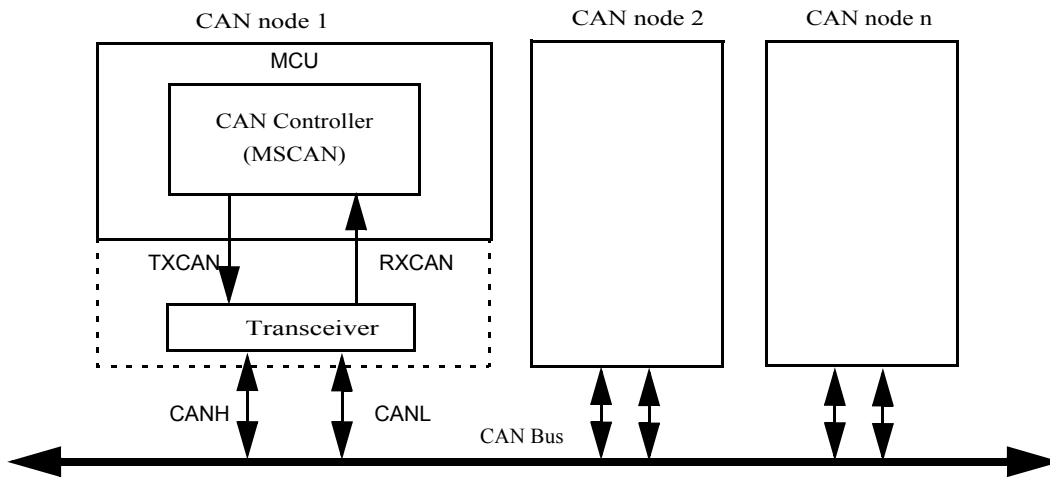 CAN node 1
CAN node 2
CAN node n
MCU
CAN Controller
(MSCAN)
TXCAN
RXCAN
Transceiver
CANH
CANL
CAN Bus